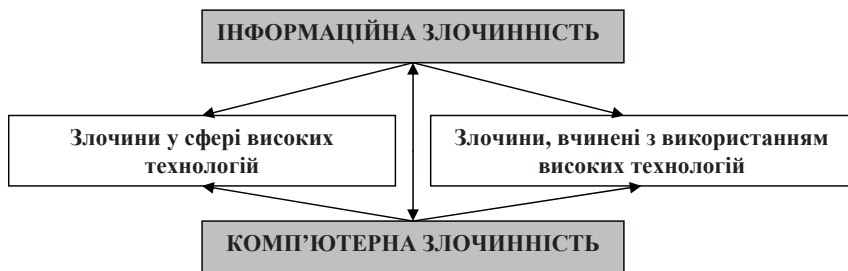 ІНФОРМАЦІЙНА ЗЛОЧИННІСТЬ
Злочини у сфері високих
технологій
Злочини, вчинені з використанням
високих технологій
КОМП’ЮТЕРНА ЗЛОЧИННІСТЬ